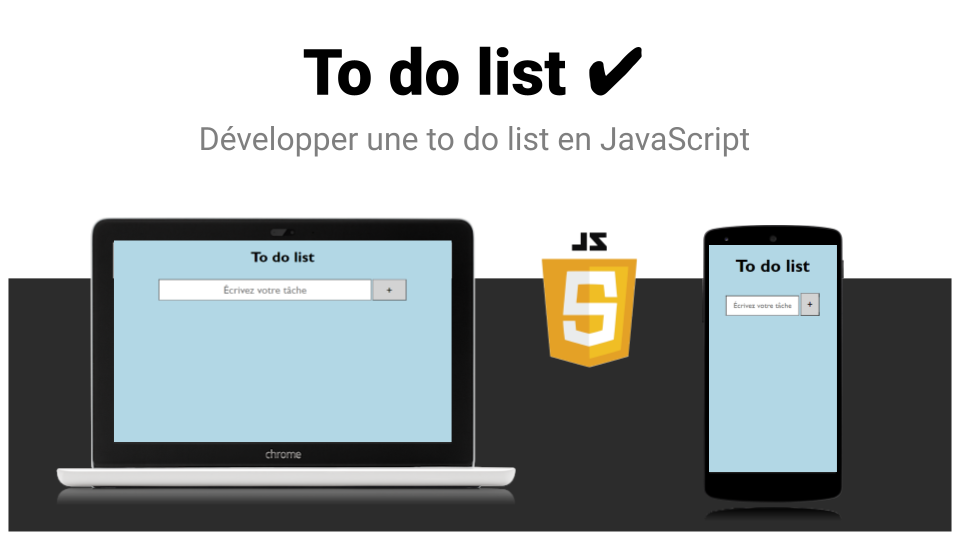 To do list ✔
Développer une to do list en JavaScript
To do list
Écrivez votre tâche +
chrome
JS
5
To do list
Écrivez votre tâche +